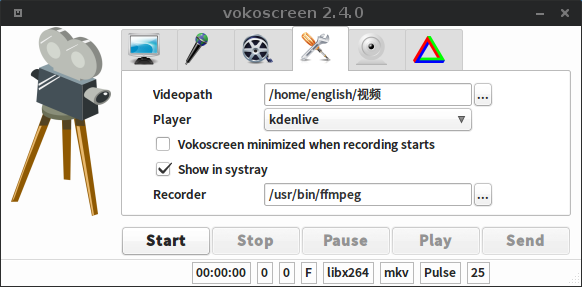 vokoscreen 2.4.0
Videopath /home/english/视频 ...
Player kdenlive
Vokoscreen minimized when recording starts
Show in systray
Recorder /usr/bin/ffmpeg ...
Start Stop Pause Play Send
00:00:00 0 0 F libx264 mkv Pulse 25